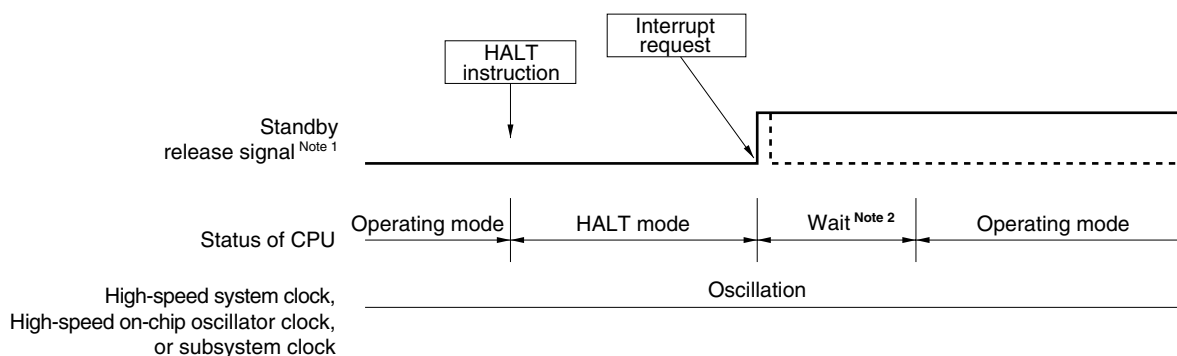 HALT
instruction
Interrupt
request
Standby
release signal Note 1
Status of CPU
Operating mode
HALT mode
Wait Note 2
Operating mode
High-speed system clock,
High-speed on-chip oscillator clock,
or subsystem clock
Oscillation